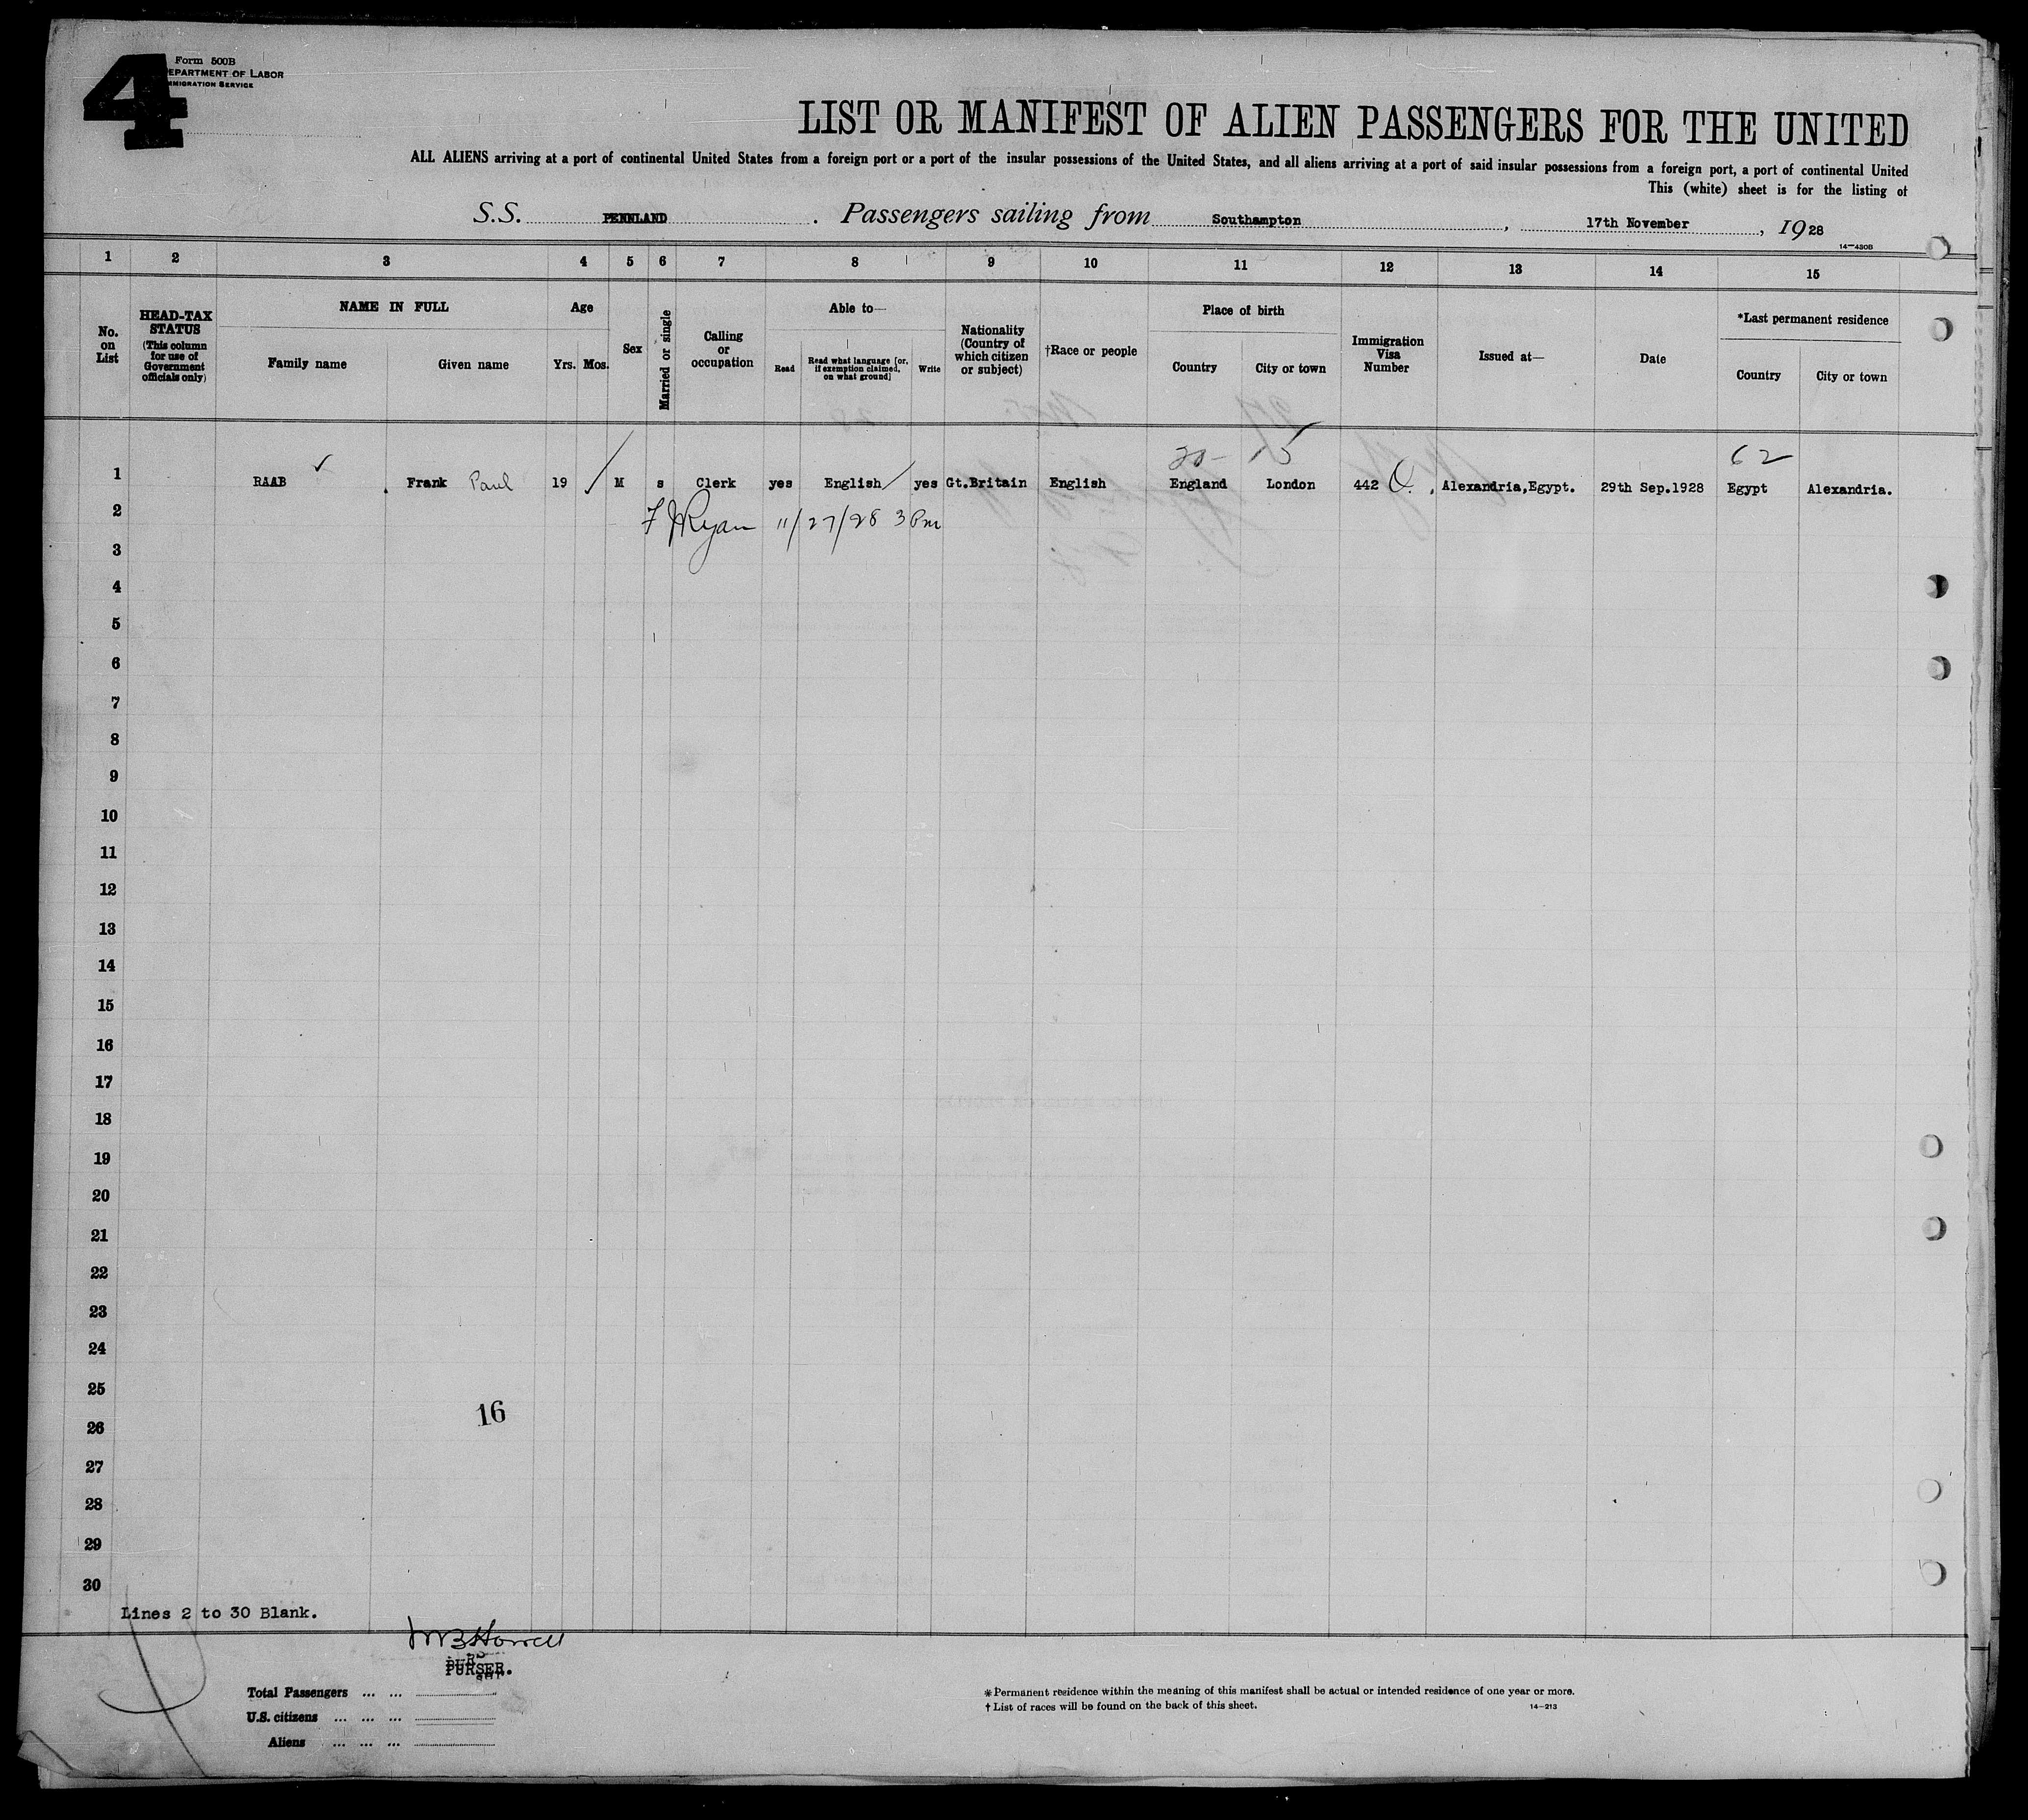 4
Form 500B
EPARTMENT OF LABOR
MMIGRATION SERVICE
LIST OR MANIFEST OF ALIEN PASSENGERS FOR THE UNITED
ALL ALIENS arriving at a port of continental United States from a foreign port or a port of the insular possessions of the United States, and all aliens arriving at a port of said insular possessions from a foreign port, a port of continental United
This (white) sheet is for the listing of
S.S. PENNLAND. Passengers sailing from Southampton, 17th November, 1928
14—430B
1 2 3 4 5 6 7 8 9 10 11 12 13 14 15
No. on List
HEAD-TAX STATUS (This column for use of Government officials only)
NAME IN FULL
Family name
Given name
Age
Yrs. Mos.
Sex
Married or single
Calling or occupation
Able to—
Read
Read what language [or, if exemption claimed, on what ground]
Write
Nationality (Country of which citizen or subject)
†Race or people
Place of birth
Country
City or town
Immigration Visa Number
Issued at—
Date
*Last permanent residence
Country
City or town
20- 15 62
1 RAAB ✓ Frank Paul 19 M s Clerk yes English yes Gt.Britain English England London 442 Alexandria,Egypt. 29th Sep.1928 Egypt Alexandria.
2 F J Ryan 11/27/28 3 Pm
3
4
5
6
7
8
9
10
11
12
13
14
15
16
17
18
19
20
21
22
23
24
25
16
26
27
28
29
30
Lines 2 to 30 Blank.
PURSER.
Total Passengers ... ...
U.S. citizens ... ... ...
Aliens ... ... ...
*Permanent residence within the meaning of this manifest shall be actual or intended residence of one year or more.
†List of races will be found on the back of this sheet.
14—213